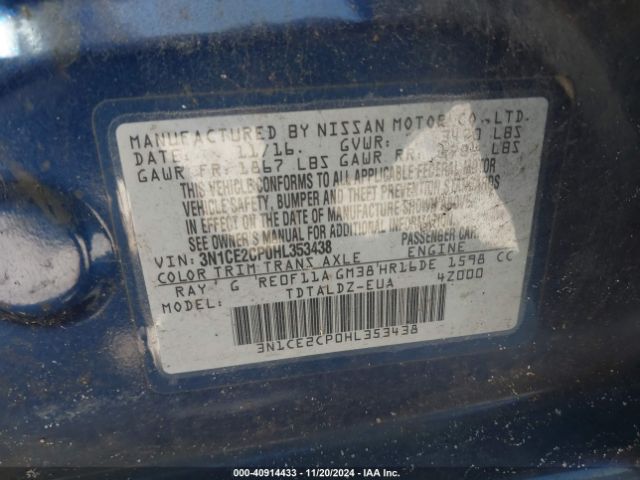 MANUFACTURED BY NISSAN MOTOR CO., LTD.
DATE: 11/16. GVWR: LBS
GAWR FR: 1867 LBS GAWR RR: LBS
THIS VEHICLE CONFORMS TO ALL APPLICABLE FEDERAL MOTOR
VEHICLE SAFETY, BUMPER AND THEFT PREVENTION STANDARDS
IN EFFECT ON THE DATE OF MANUFACTURE SHOWN ABOVE.
SEE OWNER'S MANUAL
VIN: 3N1CE2CP0HL353438 PASSENGER CAR
COLOR TRIM TRANS AXLE ENGINE
RAY G RE0F11A GM38 HR16DE 1598 CC
MODEL: TDTALDZ-EUA 42000
3N1CE2CP0HL353438
000-40914433 - 11/20/2024 - IAA Inc.